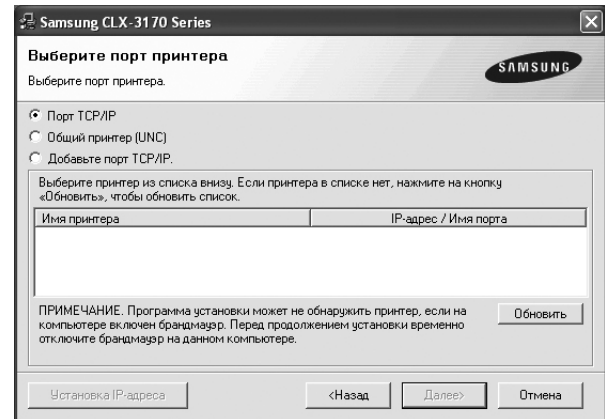 Samsung CLX-3170 Series
Выберите порт принтера
Выберите порт принтера.
SAMSUNG
Порт TCP/IP
Общий принтер (UNC)
Добавьте порт TCP/IP.
Выберите принтер из списка внизу. Если принтера в списке нет, нажмите на кнопку
«Обновить», чтобы обновить список.
Имя принтера IP-адрес / Имя порта
ПРИМЕЧАНИЕ. Программа установки может не обнаружить принтер, если на
компьютере включен брандмауэр. Перед продолжением установки временно
отключите брандмауэр на данном компьютере.
Обновить
Установка IP-адреса <Назад Далее> Отмена